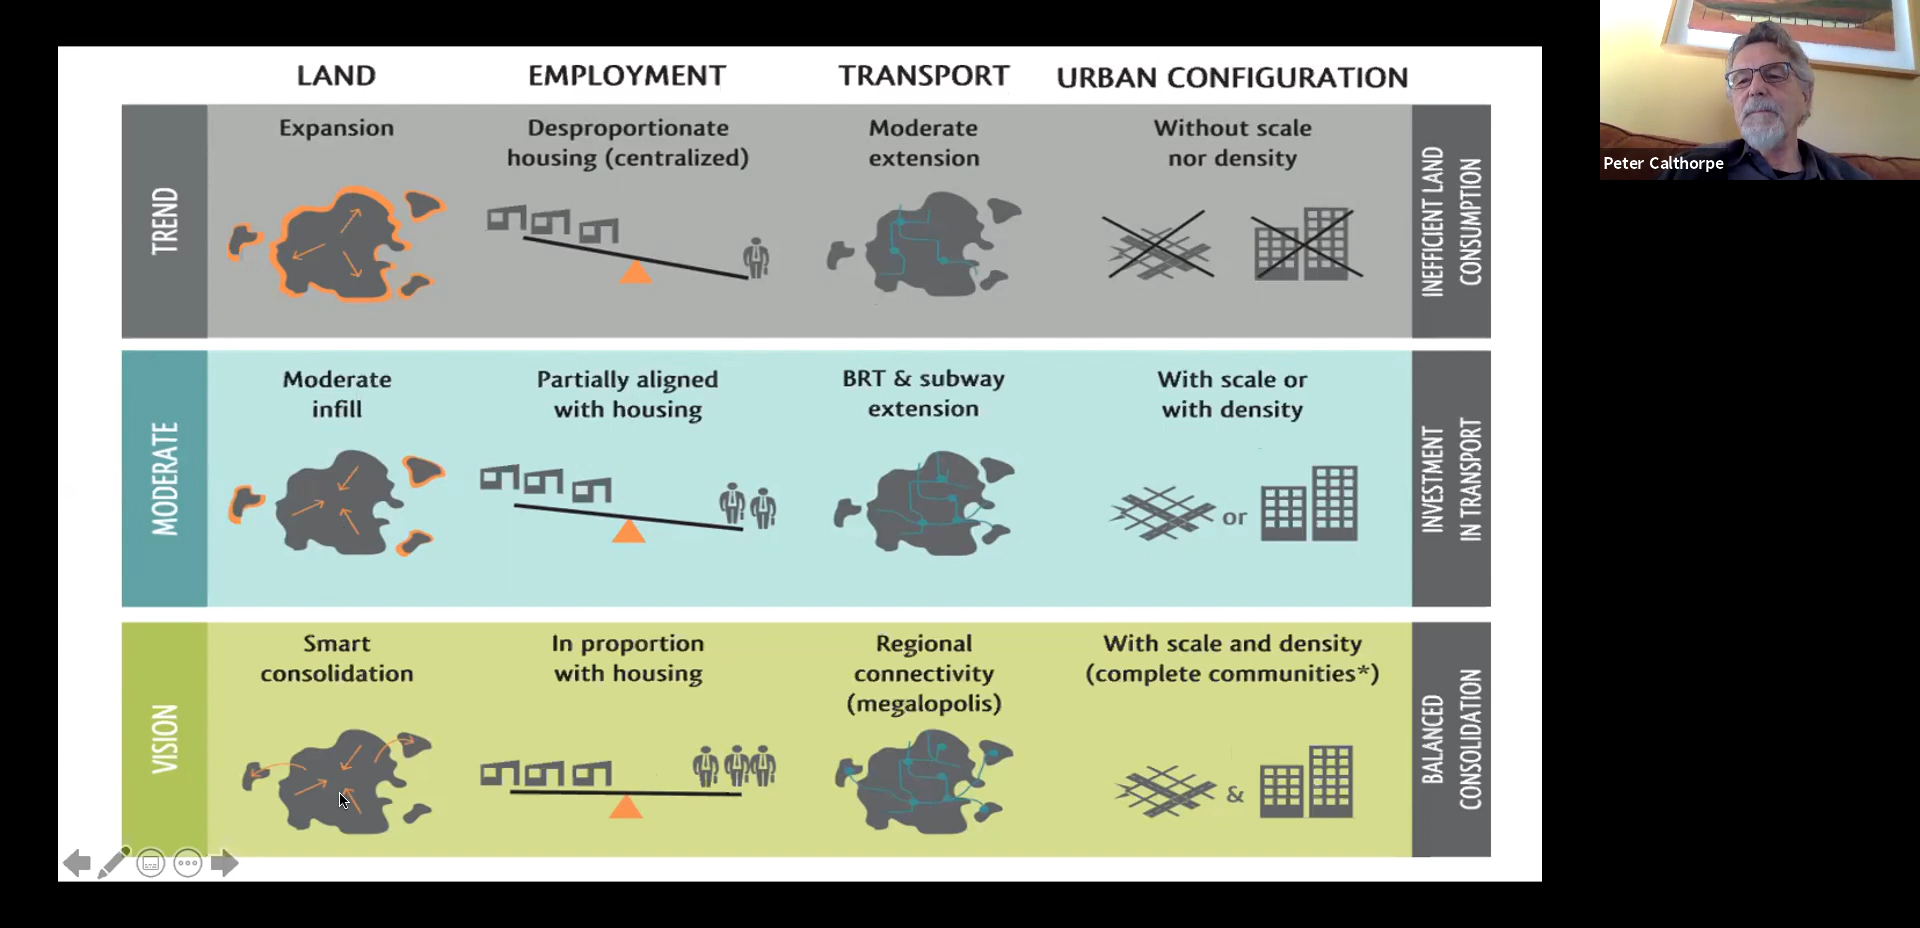 LAND
EMPLOYMENT
TRANSPORT
URBAN CONFIGURATION
TREND
Expansion
Desproportionate
housing (centralized)
Moderate
extension
Without scale
nor density
INEFFICIENT LAND
CONSUMPTION
MODERATE
Moderate
infill
Partially aligned
with housing
BRT & subway
extension
With scale or
with density
or
INVESTMENT
IN TRANSPORT
VISION
Smart
consolidation
In proportion
with housing
Regional
connectivity
(megalopolis)
With scale and density
(complete communities*)
&
BALANCED
CONSOLIDATION
Peter Calthorpe